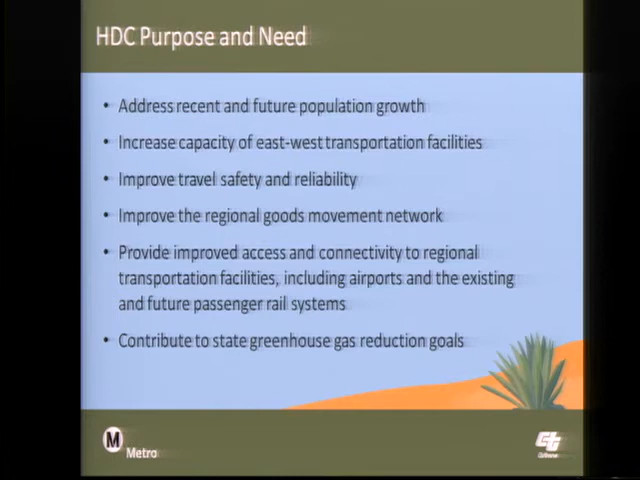 HDC Purpose and Need
• Address recent and future population growth
• Increase capacity of east-west transportation facilities
• Improve travel safety and reliability
• Improve the regional goods movement network
• Provide improved access and connectivity to regional
transportation facilities, including airports and the existing
and future passenger rail systems
• Contribute to state greenhouse gas reduction goals
M
Metro
ct
Caltrans